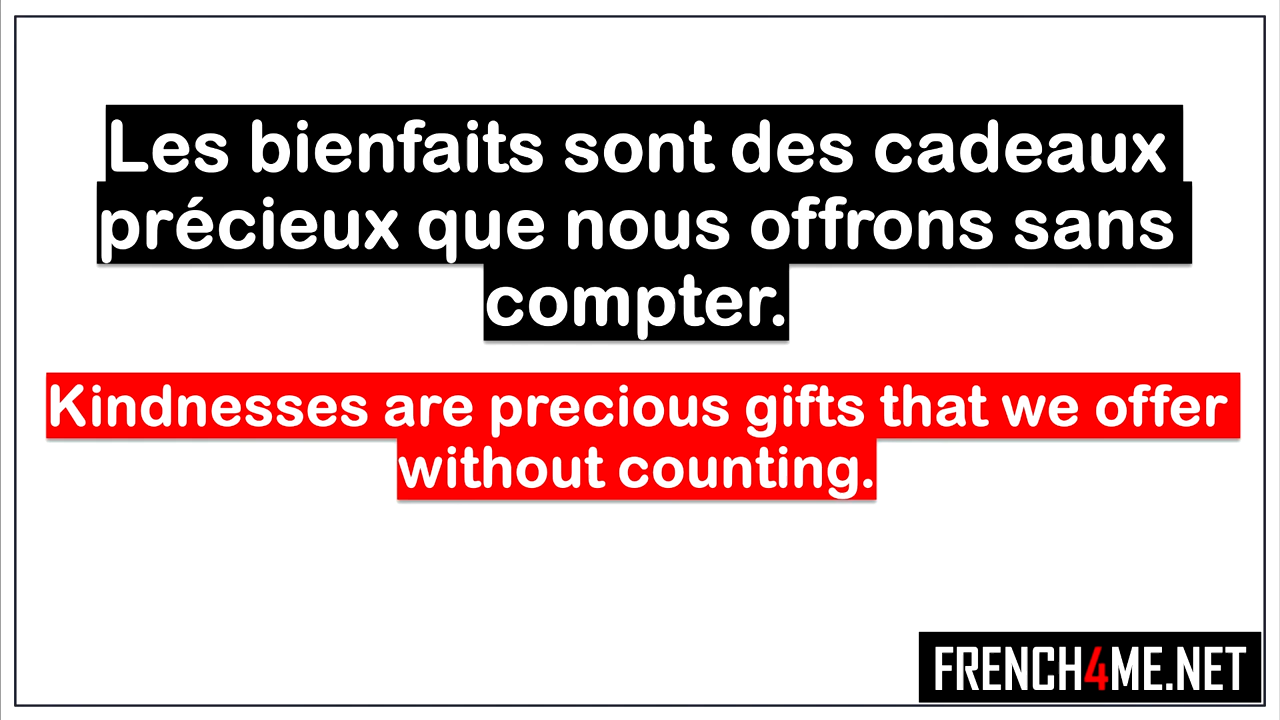 Les bienfaits sont des cadeaux
précieux que nous offrons sans
compter.
Kindnesses are precious gifts that we offer
without counting.
FRENCH4ME.NET